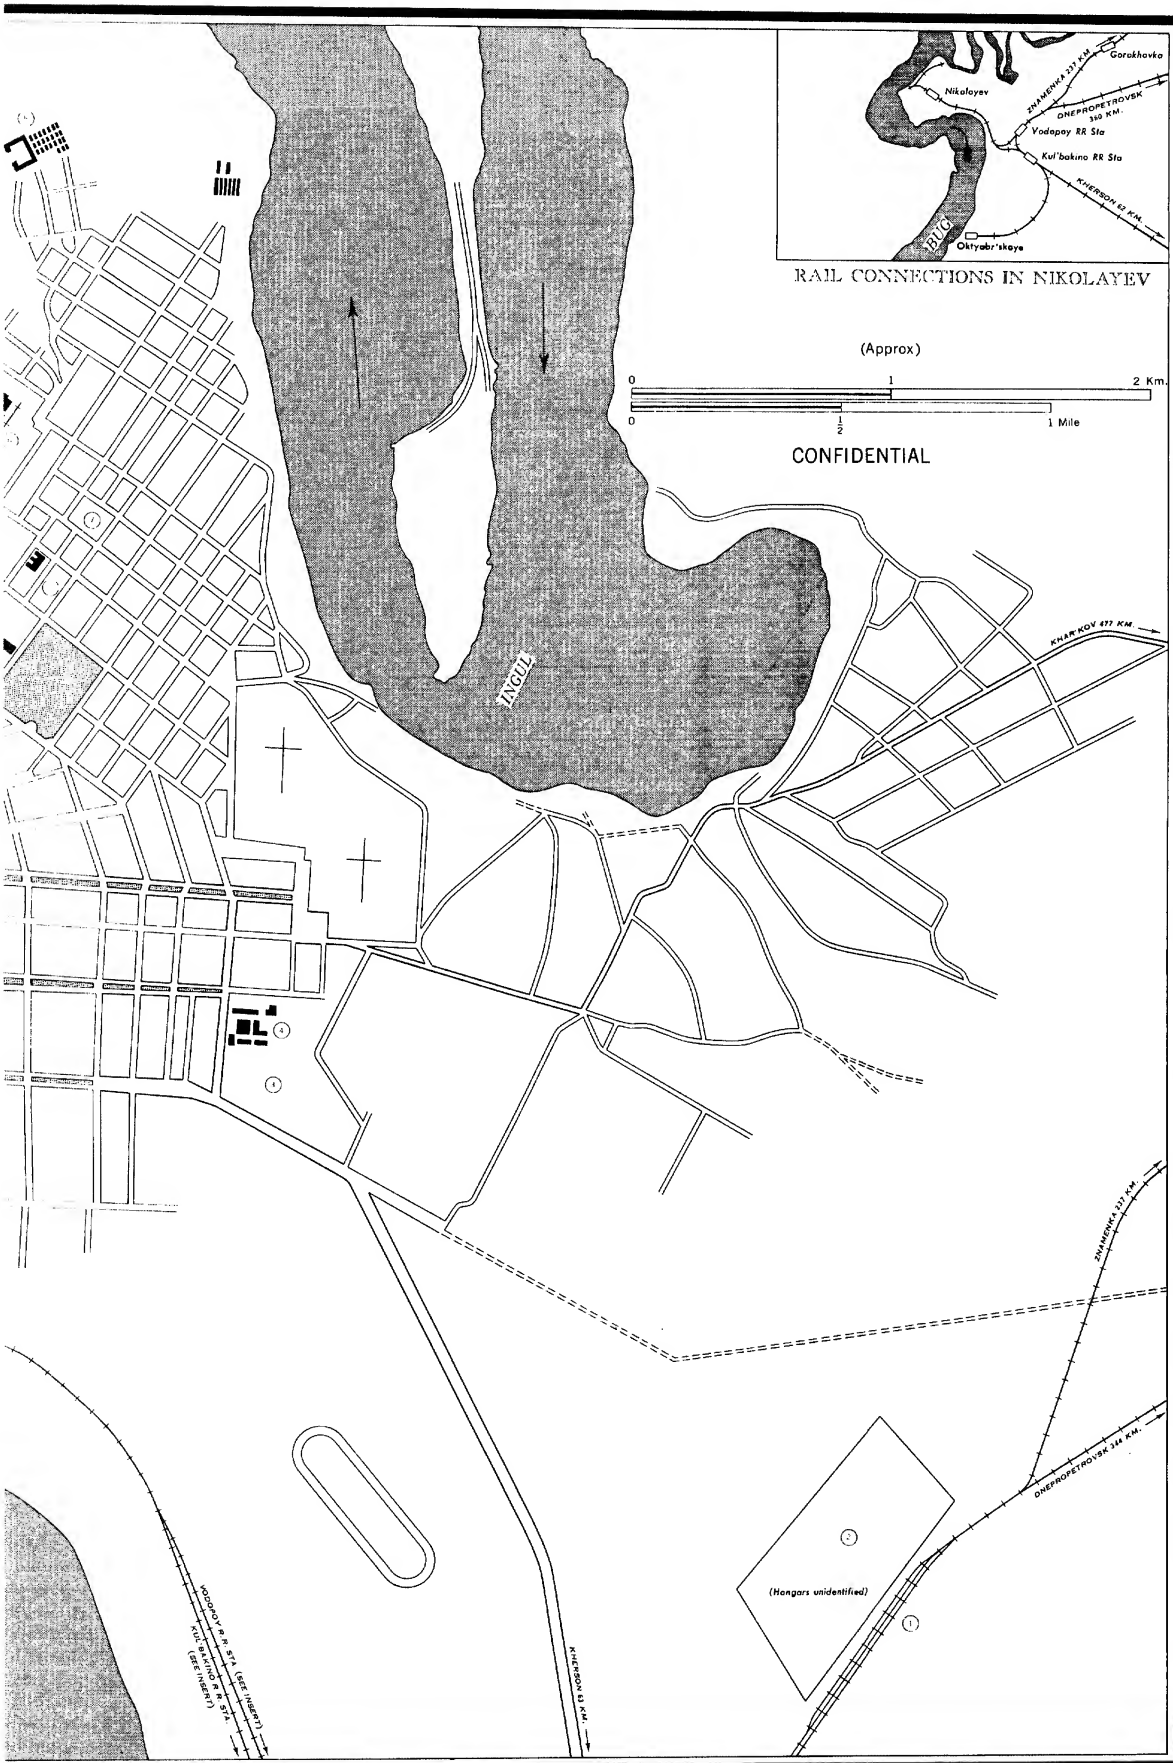 Gorokhovka
ZNAMENKA 237 KM
Nikolayev
DNEPROPETROVSK
360 KM.
Vodopoy RR Sta
Kul'bakino RR Sta
KHERSON 62 KM.
BUG
Oktyabr'skoye
RAIL CONNECTIONS IN NIKOLAYEV
(Approx)
0 1 2 Km.
0 1/2 1 Mile
CONFIDENTIAL
KHAR'KOV 477 KM.
INGUL
4
4
ZNAMENKA 237 KM.
DNEPROPETROVSK 344 KM.
2
(Hangars unidentified)
1
VODOPOY R.R. STA (SEE INSERT)
KUL'BAKINO R.R. STA.
(SEE INSERT)
KHERSON 63 KM.